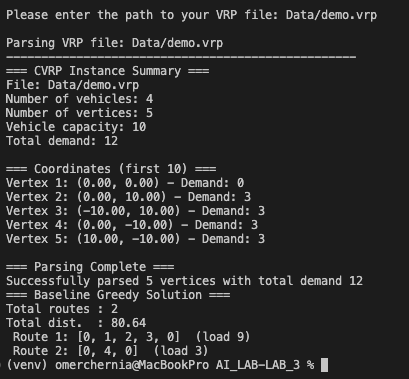 Please enter the path to your VRP file: Data/demo.vrp
Parsing VRP file: Data/demo.vrp
--------------------------------------------------
=== CVRP Instance Summary ===
File: Data/demo.vrp
Number of vehicles: 4
Number of vertices: 5
Vehicle capacity: 10
Total demand: 12
=== Coordinates (first 10) ===
Vertex 1: (0.00, 0.00) - Demand: 0
Vertex 2: (0.00, 10.00) - Demand: 3
Vertex 3: (-10.00, 10.00) - Demand: 3
Vertex 4: (0.00, -10.00) - Demand: 3
Vertex 5: (10.00, -10.00) - Demand: 3
=== Parsing Complete ===
Successfully parsed 5 vertices with total demand 12
=== Baseline Greedy Solution ===
Total routes : 2
Total dist.  : 80.64
 Route 1: [0, 1, 2, 3, 0]  (load 9)
 Route 2: [0, 4, 0]  (load 3)
(venv) omerchernia@MacBookPro AI_LAB-LAB_3 %